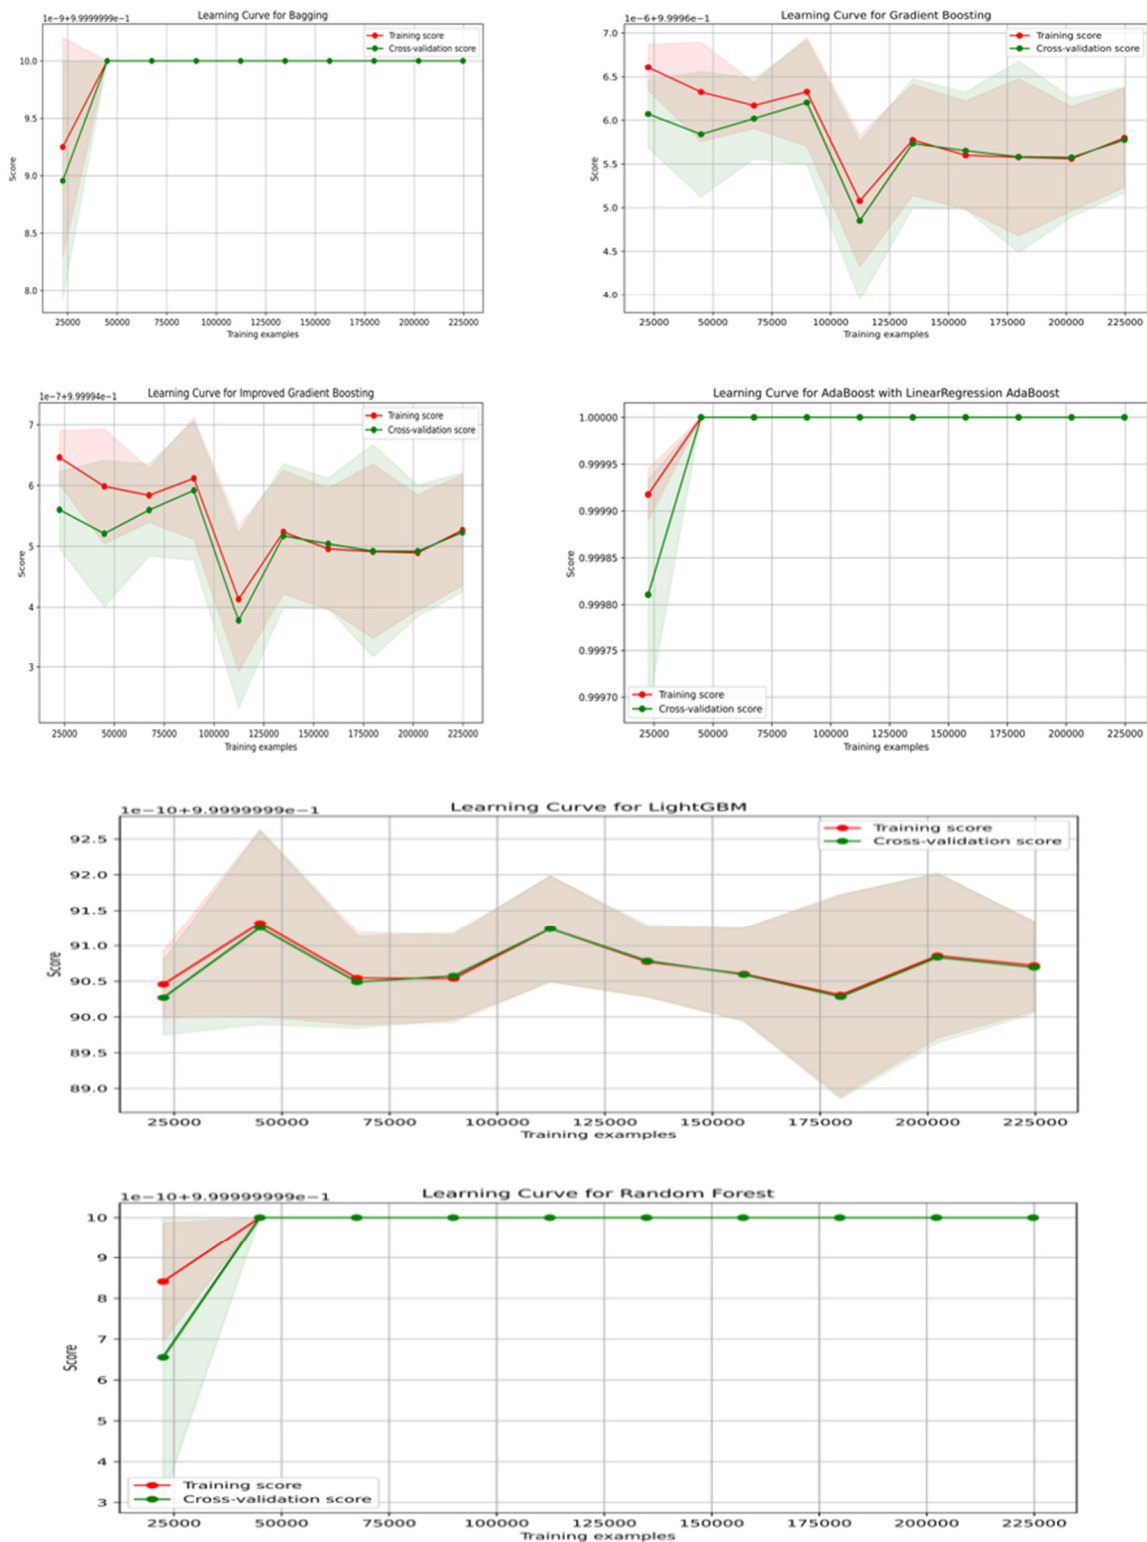 Learning Curve for Bagging
1e−9+9.9999999e−1
Training score
Cross-validation score
10.0
9.5
9.0
8.5
8.0
Score
25000 50000 75000 100000 125000 150000 175000 200000 225000
Training examples
Learning Curve for Gradient Boosting
1e−6+9.9996e−1
Training score
Cross-validation score
7.0
6.5
6.0
5.5
5.0
4.5
4.0
Score
25000 50000 75000 100000 125000 150000 175000 200000 225000
Training examples
Learning Curve for Improved Gradient Boosting
1e−7+9.99994e−1
Training score
Cross-validation score
7
6
5
4
3
Score
25000 50000 75000 100000 125000 150000 175000 200000 225000
Training examples
Learning Curve for AdaBoost with LinearRegression AdaBoost
1.00000
0.99995
0.99990
0.99985
0.99980
0.99975
0.99970
Score
Training score
Cross-validation score
25000 50000 75000 100000 125000 150000 175000 200000 225000
Training examples
Learning Curve for LightGBM
1e−10+9.9999999e−1
Training score
Cross-validation score
92.5
92.0
91.5
91.0
90.5
90.0
89.5
89.0
Score
25000 50000 75000 100000 125000 150000 175000 200000 225000
Training examples
Learning Curve for Random Forest
1e−10+9.99999999e−1
10
9
8
7
6
5
4
3
Score
Training score
Cross-validation score
25000 50000 75000 100000 125000 150000 175000 200000 225000
Training examples